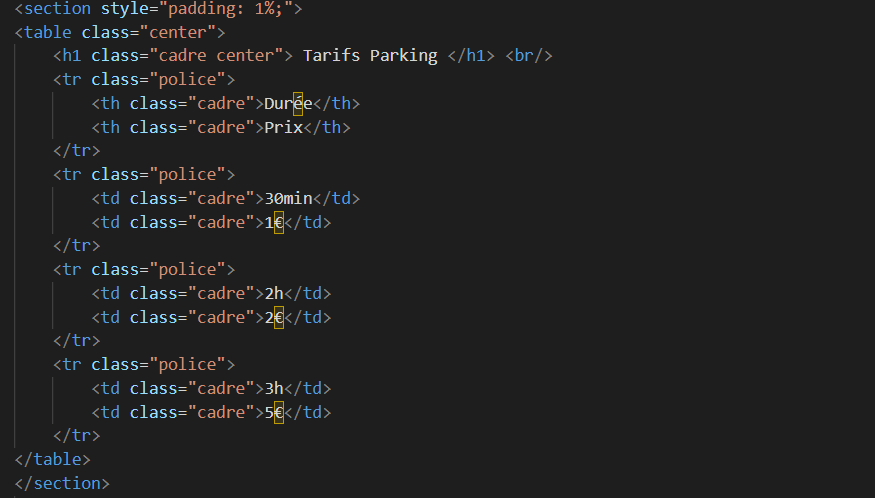 <section style="padding: 1%;">
<table class="center">
<h1 class="cadre center"> Tarifs Parking </h1> <br/>
<tr class="police">
<th class="cadre">Durée</th>
<th class="cadre">Prix</th>
</tr>
<tr class="police">
<td class="cadre">30min</td>
<td class="cadre">1€</td>
</tr>
<tr class="police">
<td class="cadre">2h</td>
<td class="cadre">2€</td>
</tr>
<tr class="police">
<td class="cadre">3h</td>
<td class="cadre">5€</td>
</tr>
</table>
</section>